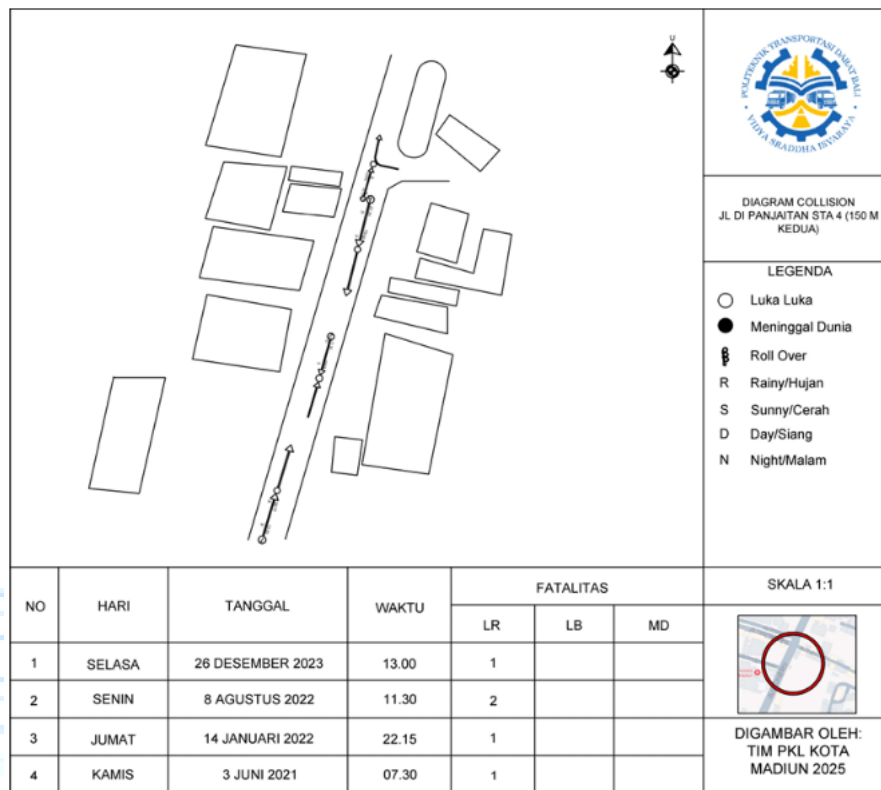 U
POLITEKNIK TRANSPORTASI DARAT BALI
VIDYA SRADDHA ISVARAYA
DIAGRAM COLLISION
JL DI PANJAITAN STA 4 (150 M
KEDUA)
LEGENDA
Luka Luka
Meninggal Dunia
Roll Over
R Rainy/Hujan
S Sunny/Cerah
D Day/Siang
N Night/Malam
NO HARI TANGGAL WAKTU FATALITAS
LR LB MD
1 SELASA 26 DESEMBER 2023 13.00 1
2 SENIN 8 AGUSTUS 2022 11.30 2
3 JUMAT 14 JANUARI 2022 22.15 1
4 KAMIS 3 JUNI 2021 07.30 1
SKALA 1:1
DIGAMBAR OLEH:
TIM PKL KOTA
MADIUN 2025